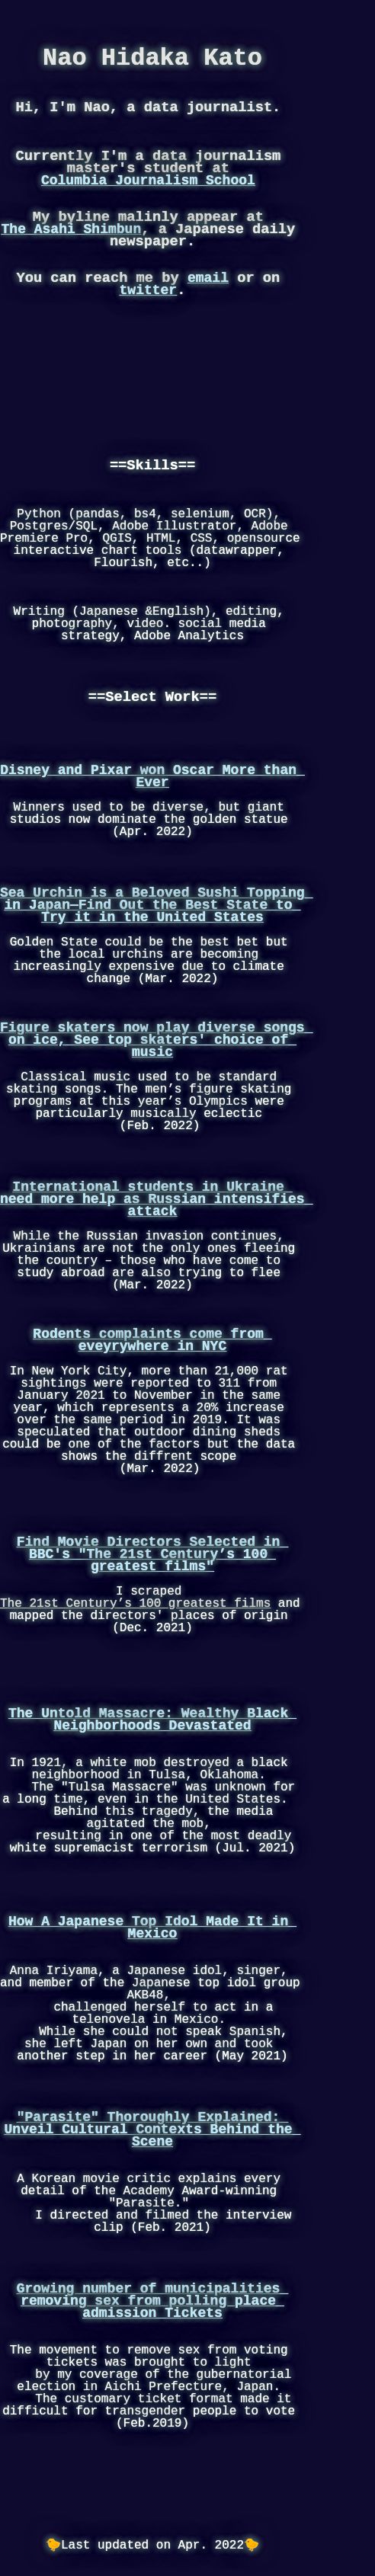 Nao Hidaka Kato
Hi, I'm Nao, a data journalist.
Currently I'm a data journalism
master's student at
Columbia Journalism School
My byline malinly appear at
The Asahi Shimbun, a Japanese daily
newspaper.
You can reach me by email or on
twitter.
==Skills==
Python (pandas, bs4, selenium, OCR),
Postgres/SQL, Adobe Illustrator, Adobe
Premiere Pro, QGIS, HTML, CSS, opensource
interactive chart tools (datawrapper,
Flourish, etc..)
Writing (Japanese &English), editing,
photography, video. social media
strategy, Adobe Analytics
==Select Work==
Disney and Pixar won Oscar More than
Ever
Winners used to be diverse, but giant
studios now dominate the golden statue
(Apr. 2022)
Sea Urchin is a Beloved Sushi Topping
in Japan—Find Out the Best State to
Try it in the United States
Golden State could be the best bet but
the local urchins are becoming
increasingly expensive due to climate
change (Mar. 2022)
Figure skaters now play diverse songs
on ice, See top skaters' choice of
music
Classical music used to be standard
skating songs. The men’s figure skating
programs at this year’s Olympics were
particularly musically eclectic
(Feb. 2022)
International students in Ukraine
need more help as Russian intensifies
attack
While the Russian invasion continues,
Ukrainians are not the only ones fleeing
the country – those who have come to
study abroad are also trying to flee
(Mar. 2022)
Rodents complaints come from
eveyrywhere in NYC
In New York City, more than 21,000 rat
sightings were reported to 311 from
January 2021 to November in the same
year, which represents a 20% increase
over the same period in 2019. It was
speculated that outdoor dining sheds
could be one of the factors but the data
shows the diffrent scope
(Mar. 2022)
Find Movie Directors Selected in
BBC's "The 21st Century’s 100
greatest films"
I scraped
The 21st Century’s 100 greatest films and
mapped the directors' places of origin
(Dec. 2021)
The Untold Massacre: Wealthy Black
Neighborhoods Devastated
In 1921, a white mob destroyed a black
neighborhood in Tulsa, Oklahoma.
The "Tulsa Massacre" was unknown for
a long time, even in the United States.
Behind this tragedy, the media
agitated the mob,
resulting in one of the most deadly
white supremacist terrorism (Jul. 2021)
How A Japanese Top Idol Made It in
Mexico
Anna Iriyama, a Japanese idol, singer,
and member of the Japanese top idol group
AKB48,
challenged herself to act in a
telenovela in Mexico.
While she could not speak Spanish,
she left Japan on her own and took
another step in her career (May 2021)
"Parasite" Thoroughly Explained:
Unveil Cultural Contexts Behind the
Scene
A Korean movie critic explains every
detail of the Academy Award-winning
"Parasite."
I directed and filmed the interview
clip (Feb. 2021)
Growing number of municipalities
removing sex from polling place
admission Tickets
The movement to remove sex from voting
tickets was brought to light
by my coverage of the gubernatorial
election in Aichi Prefecture, Japan.
The customary ticket format made it
difficult for transgender people to vote
(Feb.2019)
🐤Last updated on Apr. 2022🐤